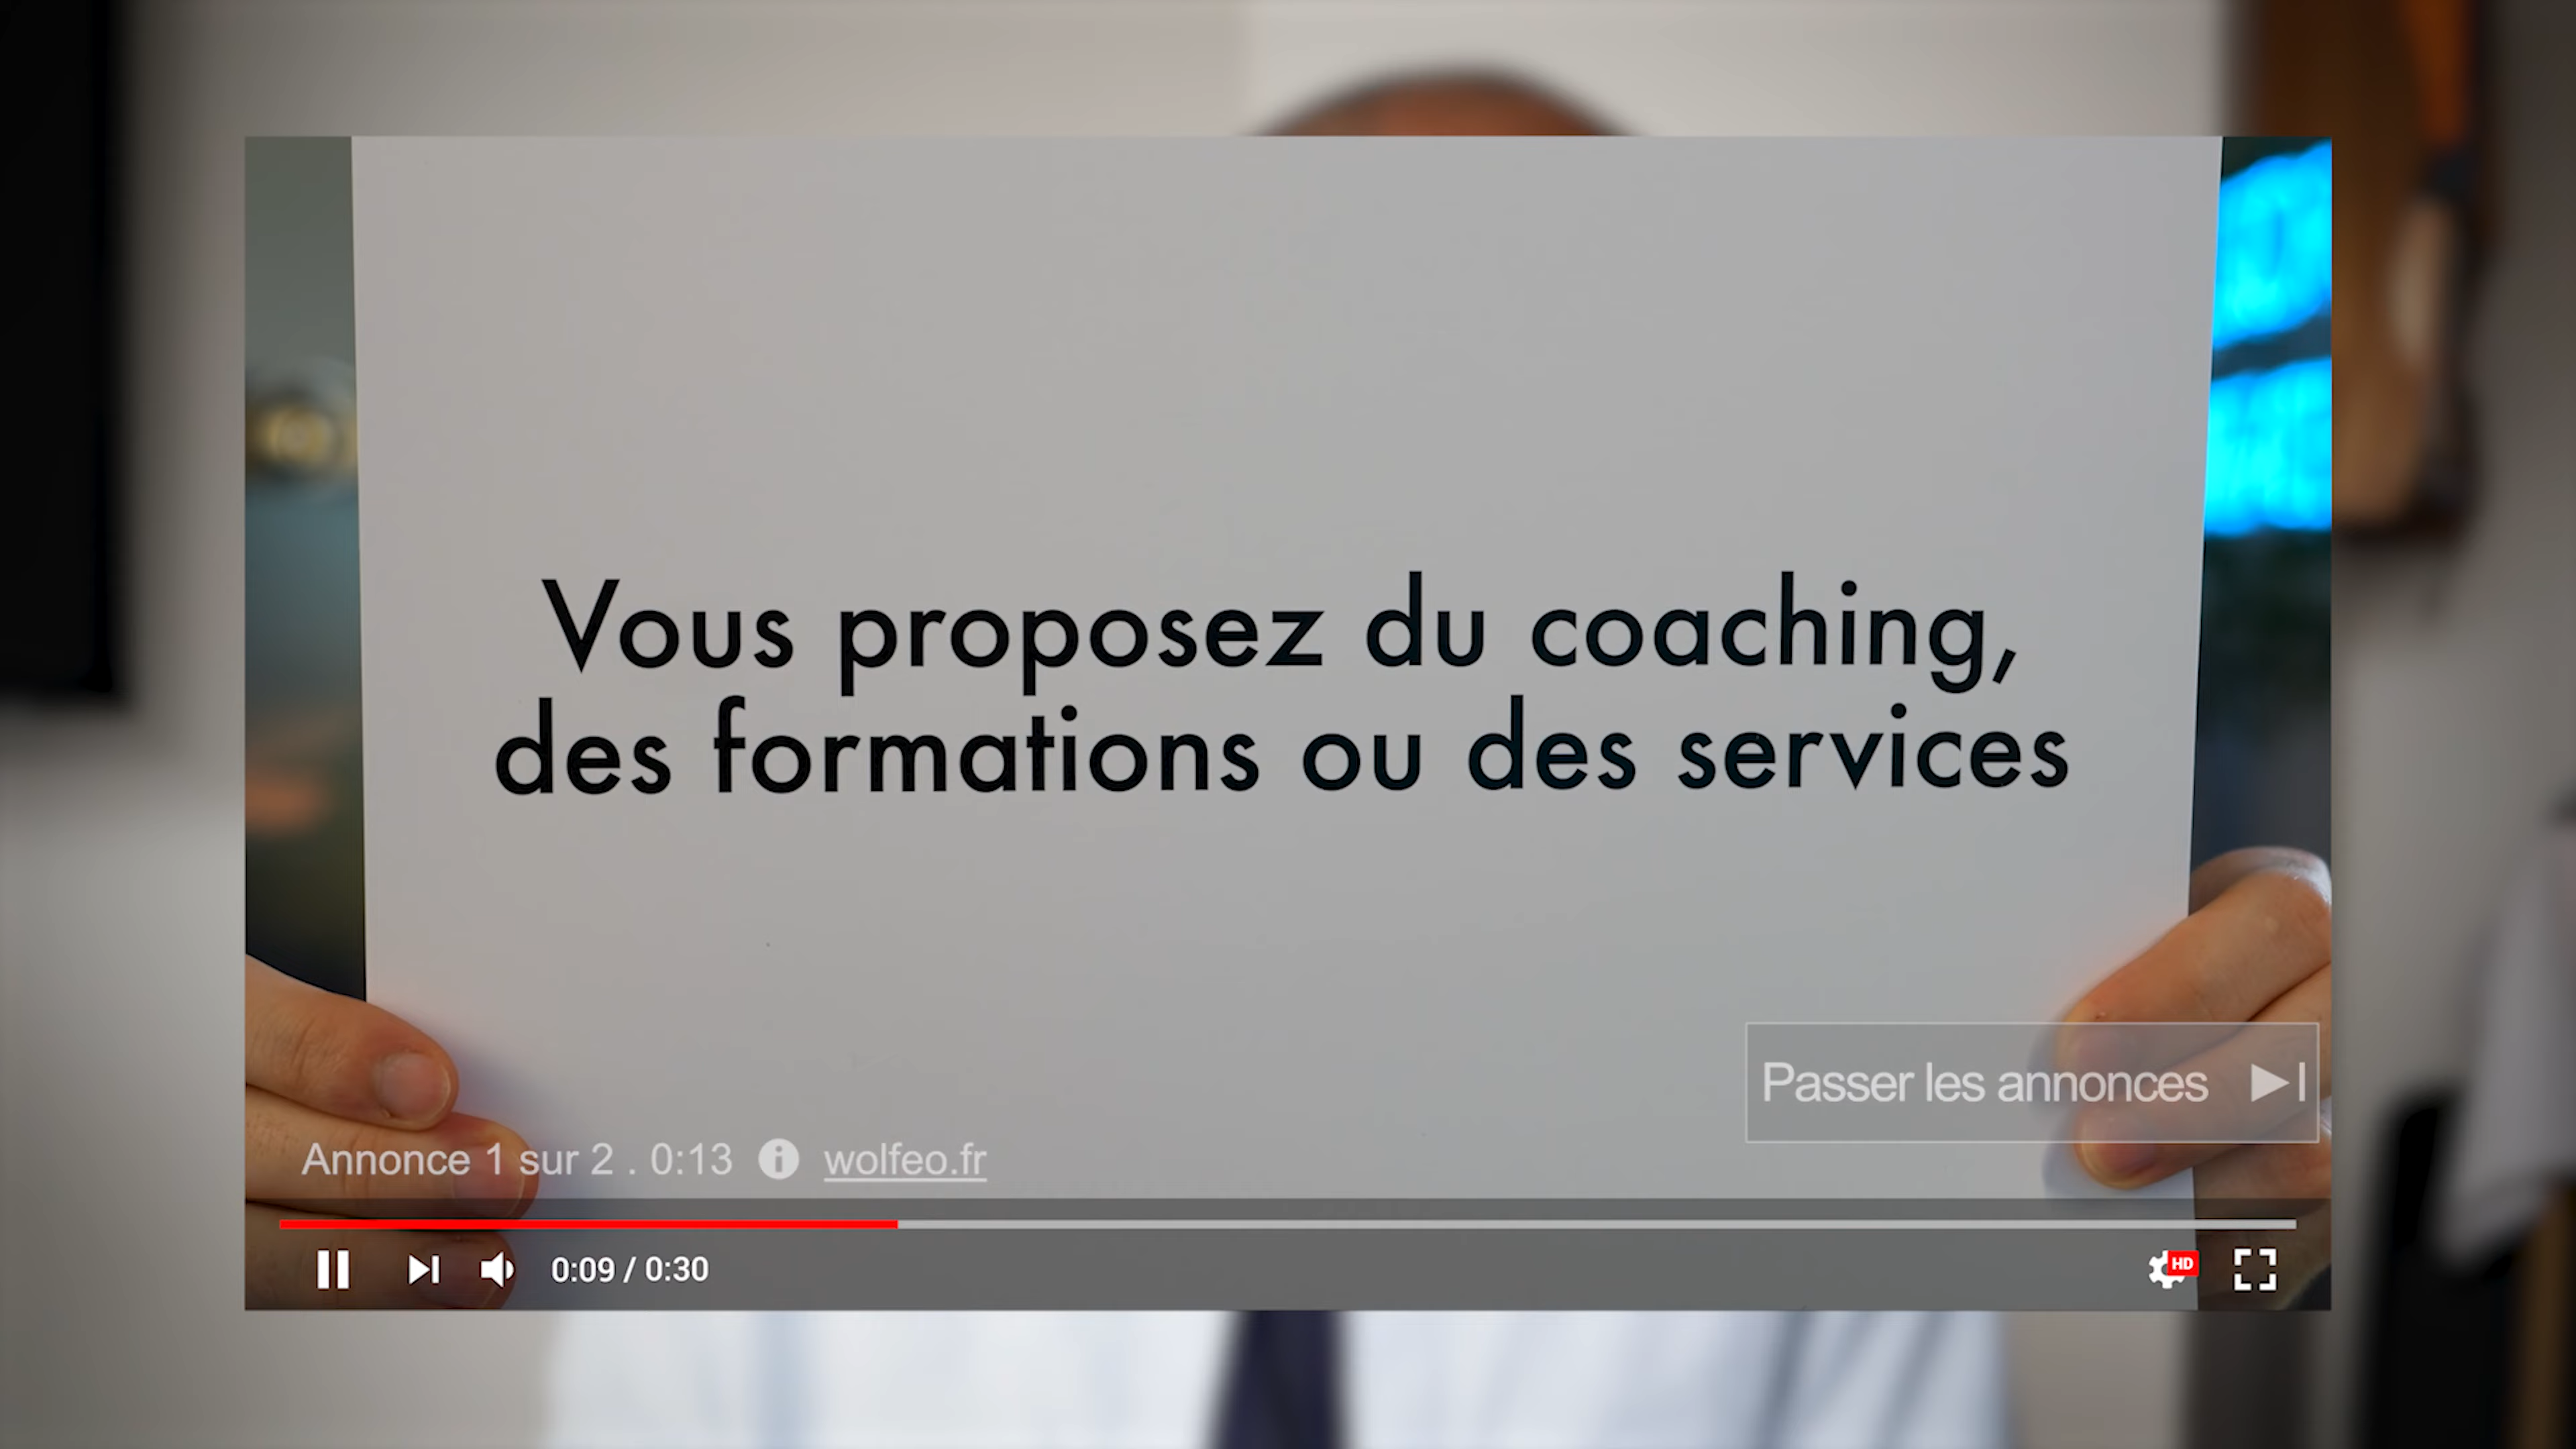 Vous proposez du coaching,
des formations ou des services
Passer les annonces
Annonce 1 sur 2 . 0:13 wolfeo.fr
0:09 / 0:30
HD